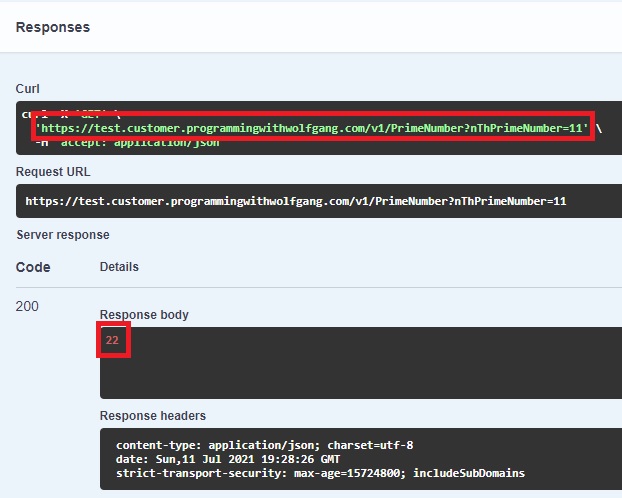 Responses
Curl
curl -X 'GET' \
'https://test.customer.programmingwithwolfgang.com/v1/PrimeNumber?nThPrimeNumber=11' \
-H 'accept: application/json'
Request URL
https://test.customer.programmingwithwolfgang.com/v1/PrimeNumber?nThPrimeNumber=11
Server response
Code Details
200
Response body
22
Response headers
content-type: application/json; charset=utf-8
date: Sun,11 Jul 2021 19:28:26 GMT
strict-transport-security: max-age=15724800; includeSubDomains